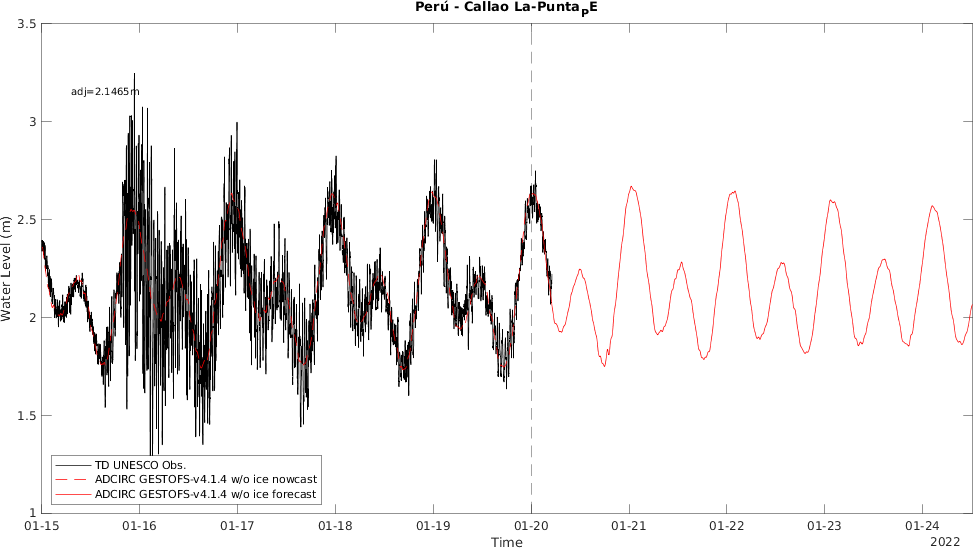 Perú - Callao La-PuntaPE
adj=2.1465m
3.5
3
2.5
2
1.5
1
Water Level (m)
TD UNESCO Obs.
ADCIRC GESTOFS-v4.1.4 w/o ice nowcast
ADCIRC GESTOFS-v4.1.4 w/o ice forecast
01-15 01-16 01-17 01-18 01-19 01-20 01-21 01-22 01-23 01-24
Time
2022